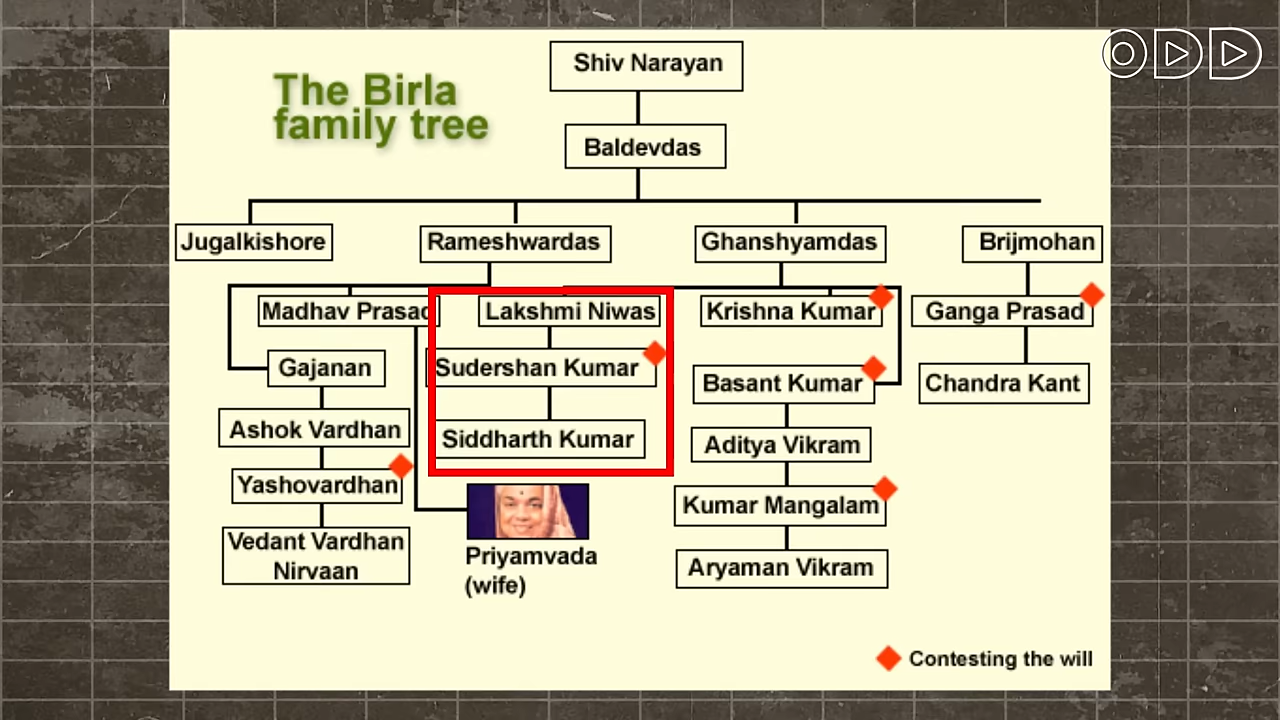 ODD
The Birla
family tree
Shiv Narayan
Baldevdas
Jugalkishore
Rameshwardas
Ghanshyamdas
Brijmohan
Madhav Prasad
Lakshmi Niwas
Krishna Kumar
Ganga Prasad
Gajanan
Sudershan Kumar
Basant Kumar
Chandra Kant
Ashok Vardhan
Siddharth Kumar
Aditya Vikram
Yashovardhan
Kumar Mangalam
Vedant Vardhan
Nirvaan
Priyamvada
(wife)
Aryaman Vikram
Contesting the will